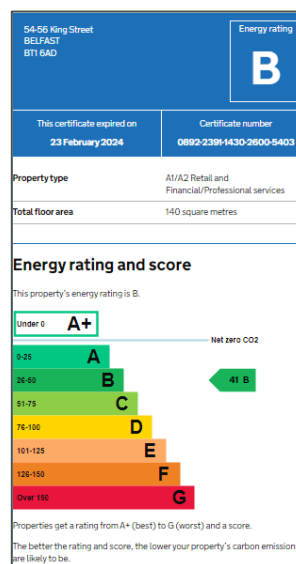 54-56 King Street
BELFAST
BT1 6AD
Energy rating
B
This certificate expired on
23 February 2024
Certificate number
0892-2391-1430-2600-5403
Property type
A1/A2 Retail and
Financial/Professional services
Total floor area
140 square metres
Energy rating and score
This property's energy rating is B.
Under 0 A+
Net zero CO2
0-25 A
26-50 B
41 B
51-75 C
76-100 D
101-125 E
126-150 F
Over 150 G
Properties get a rating from A+ (best) to G (worst) and a score.
The better the rating and score, the lower your property's carbon emission
are likely to be.